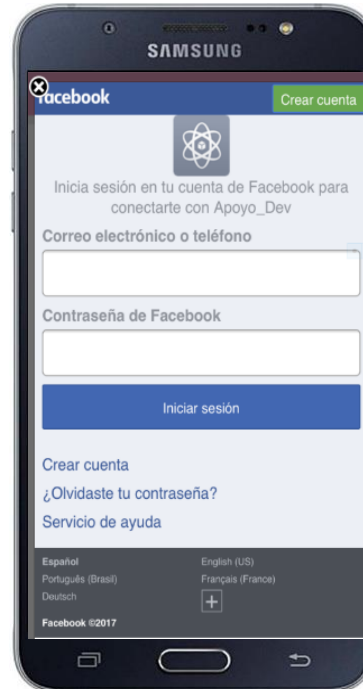 SAMSUNG
facebook
Crear cuenta
Inicia sesión en tu cuenta de Facebook para
conectarte con Apoyo_Dev
Correo electrónico o teléfono
Contraseña de Facebook
Iniciar sesión
Crear cuenta
¿Olvidaste tu contraseña?
Servicio de ayuda
Español
English (US)
Português (Brasil)
Français (France)
Deutsch
Facebook ©2017